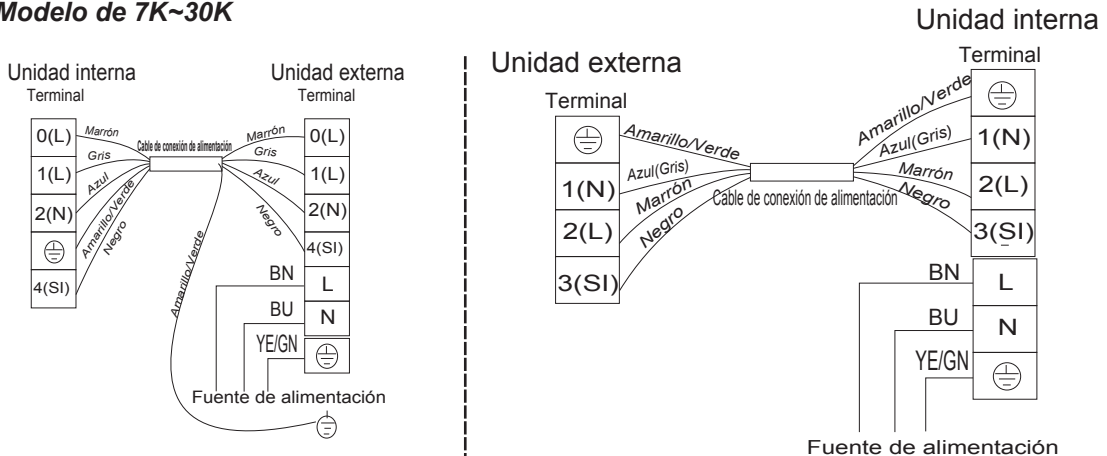 Modelo de 7K~30K
Unidad interna
Terminal
0(L)
1(L)
2(N)
4(SI)
Marrón
Gris
Azul
Amarillo/Verde
Negro
Cable de conexión de alimentación
Marrón
Gris
Azul
Negro
Amarillo/Verde
Unidad externa
Terminal
0(L)
1(L)
2(N)
4(SI)
L
N
BN
BU
YE/GN
Fuente de alimentación
Unidad externa
Terminal
1(N)
2(L)
3(SI)
Amarillo/Verde
Azul(Gris)
Marrón
Negro
Cable de conexión de alimentación
Amarillo/Verde
Azul(Gris)
Marrón
Negro
Unidad interna
Terminal
1(N)
2(L)
3(SI)
L
N
BN
BU
YE/GN
Fuente de alimentación